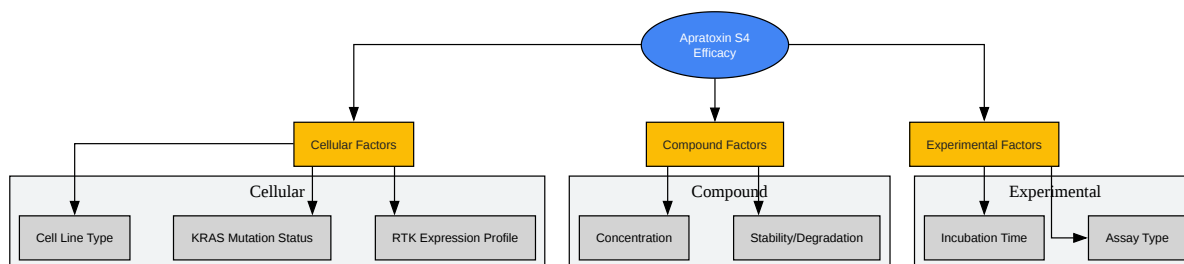 Apratoxin S4
Efficacy
Cellular Factors
Compound Factors
Experimental Factors
Cellular
Compound
Experimental
Cell Line Type
KRAS Mutation Status
RTK Expression Profile
Concentration
Stability/Degradation
Incubation Time
Assay Type